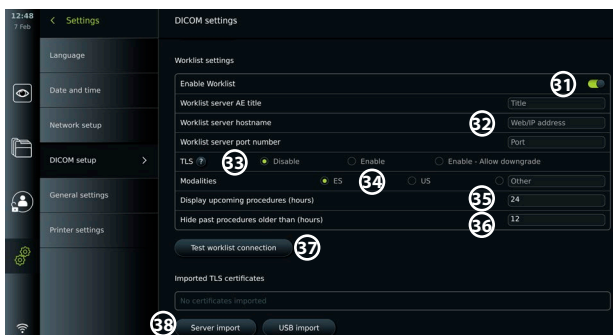 12:48
7 Feb
Settings
Language
Date and time
Network setup
DICOM setup
General settings
Printer settings
DICOM settings
Worklist settings
Enable Worklist 31
Worklist server AE title Title
Worklist server hostname 32 Web/IP address
Worklist server port number Port
TLS ? 33 Disable Enable Enable - Allow downgrade
Modalities ES 34 US Other
Display upcoming procedures (hours) 35 24
Hide past procedures older than (hours) 36 12
Test worklist connection 37
Imported TLS certificates
No certificates imported
38 Server import USB import